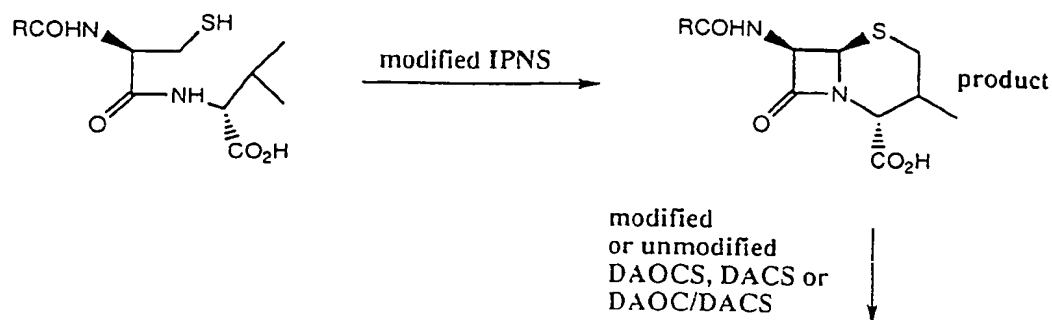 RCOHN
SH
O
NH
CO₂H
modified IPNS
RCOHN
S
O
N
CO₂H
product
modified
or unmodified
DAOCS, DACS or
DAOC/DACS